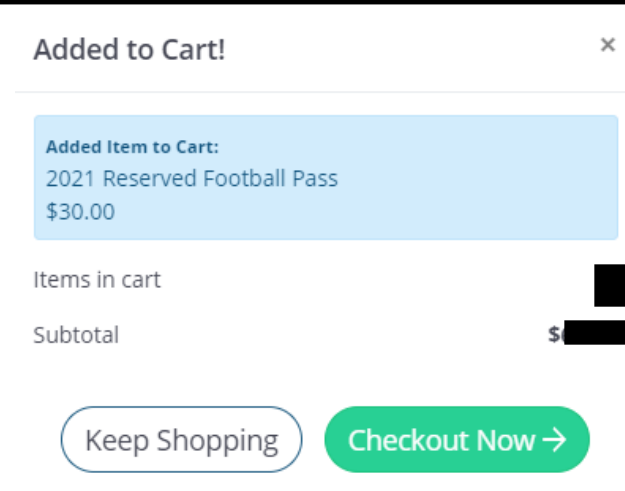 Added to Cart!
×
Added Item to Cart:
2021 Reserved Football Pass
$30.00
Items in cart
Subtotal
$
Keep Shopping
Checkout Now →